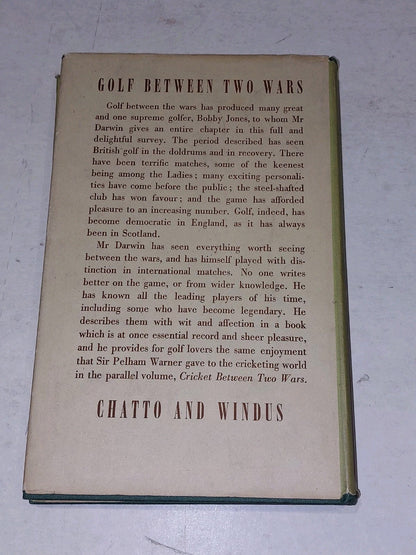 GOLF BETWEEN TWO WARS
Golf between the wars has produced many great
and one supreme golfer, Bobby Jones, to whom Mr
Darwin gives an entire chapter in this full and
delightful survey. The period described has seen
British golf in the doldrums and in recovery. There
have been terrific matches, some of the keenest
being among the Ladies; many exciting personali-
ties have come before the public; the steel-shafted
club has won favour; and the game has afforded
pleasure to an increasing number. Golf, indeed, has
become democratic in England, as it has always
been in Scotland.
Mr Darwin has seen everything worth seeing
between the wars, and has himself played with dis-
tinction in international matches. No one writes
better on the game, or from wider knowledge. He
has known all the leading players of his time,
including some who have become legendary. He
describes them with wit and affection in a book
which is at once essential record and sheer pleasure,
and he provides for golf lovers the same enjoyment
that Sir Pelham Warner gave to the cricketing world
in the parallel volume, Cricket Between Two Wars.
CHATTO AND WINDUS